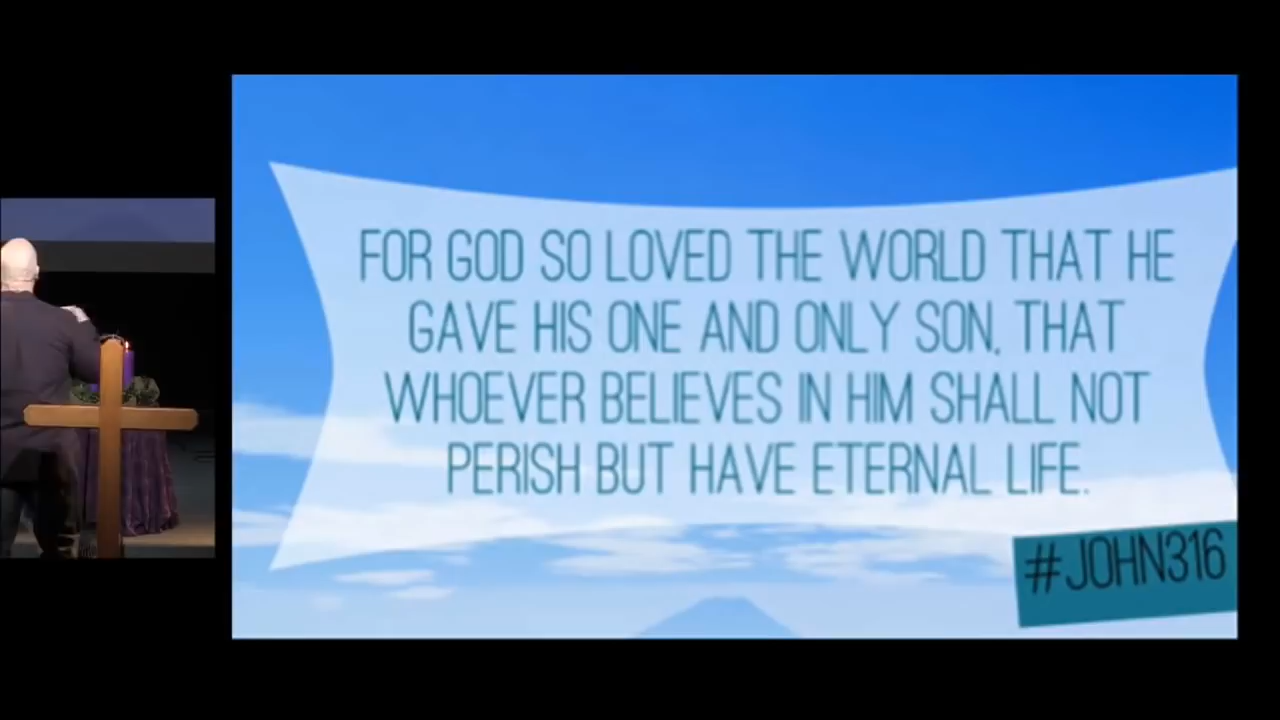 FOR GOD SO LOVED THE WORLD THAT HE
GAVE HIS ONE AND ONLY SON, THAT
WHOEVER BELIEVES IN HIM SHALL NOT
PERISH BUT HAVE ETERNAL LIFE.
#JOHN316